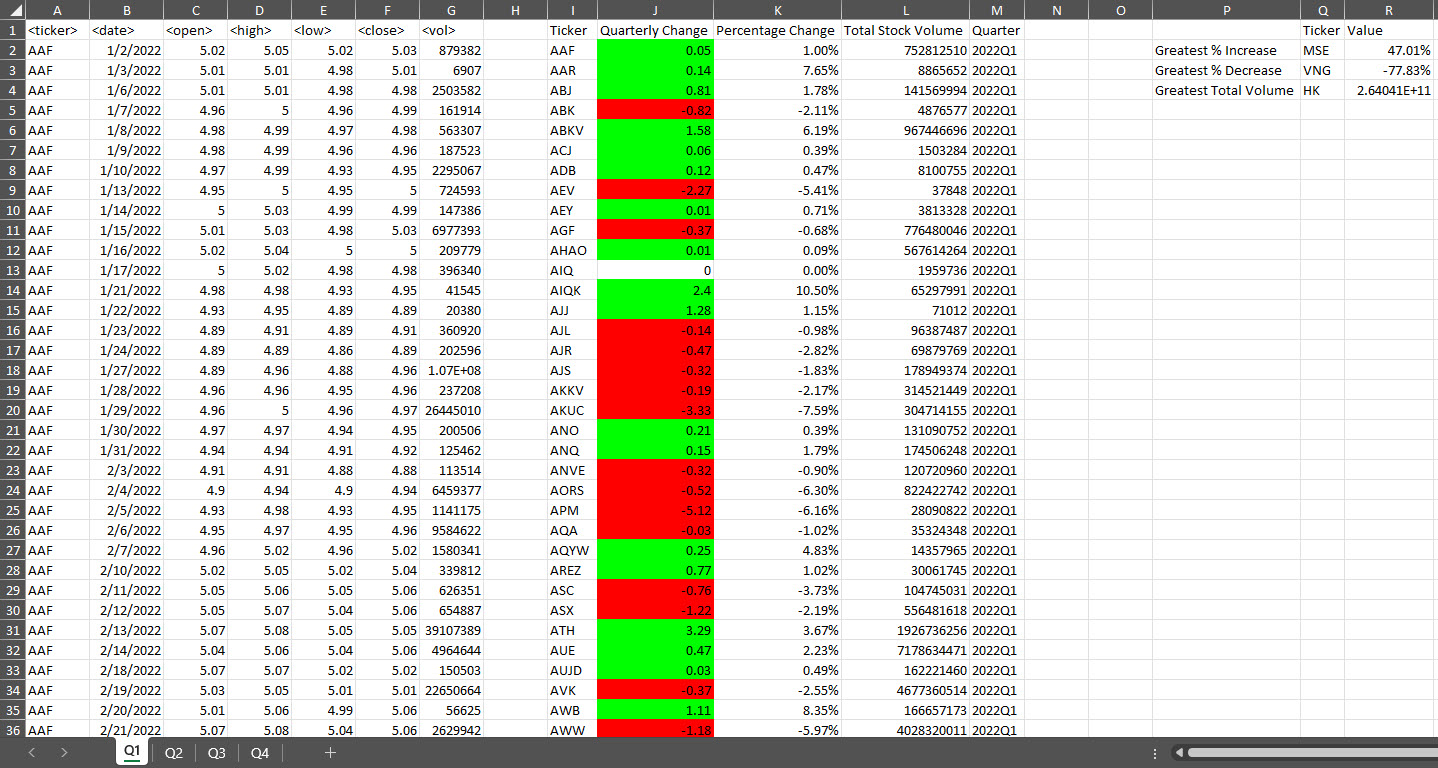 A B C D E F G H I J K L M N O P Q R
1 <ticker> <date> <open> <high> <low> <close> <vol> Ticker Quarterly Change Percentage Change Total Stock Volume Quarter Ticker Value
2 AAF 1/2/2022 5.02 5.05 5.02 5.03 879382 AAF 0.05 1.00% 752812510 2022Q1 Greatest % Increase MSE 47.01%
3 AAF 1/3/2022 5.01 5.01 4.98 5.01 6907 AAR 0.14 7.65% 8865652 2022Q1 Greatest % Decrease VNG -77.83%
4 AAF 1/6/2022 5.01 5.01 4.98 4.98 2503582 ABJ 0.81 1.78% 141569994 2022Q1 Greatest Total Volume HK 2.64041E+11
5 AAF 1/7/2022 4.96 5 4.96 4.99 161914 ABK -0.82 -2.11% 4876577 2022Q1
6 AAF 1/8/2022 4.98 4.99 4.97 4.98 563307 ABKV 1.58 6.19% 967446696 2022Q1
7 AAF 1/9/2022 4.98 4.99 4.96 4.96 187523 ACJ 0.06 0.39% 1503284 2022Q1
8 AAF 1/10/2022 4.97 4.99 4.93 4.95 2295067 ADB 0.12 0.47% 8100755 2022Q1
9 AAF 1/13/2022 4.95 5 4.95 5 724593 AEV -2.27 -5.41% 37848 2022Q1
10 AAF 1/14/2022 5 5.03 4.99 4.99 147386 AEY 0.01 0.71% 3813328 2022Q1
11 AAF 1/15/2022 5.01 5.03 4.98 5.03 6977393 AGF -0.37 -0.68% 776480046 2022Q1
12 AAF 1/16/2022 5.02 5.04 5 5 209779 AHAO 0.01 0.09% 567614264 2022Q1
13 AAF 1/17/2022 5 5.02 4.98 4.98 396340 AIQ 0 0.00% 1959736 2022Q1
14 AAF 1/21/2022 4.98 4.98 4.93 4.95 41545 AIQK 2.4 10.50% 65297991 2022Q1
15 AAF 1/22/2022 4.93 4.95 4.89 4.89 20380 AJJ 1.28 1.15% 71012 2022Q1
16 AAF 1/23/2022 4.89 4.91 4.89 4.91 360920 AJL -0.14 -0.98% 96387487 2022Q1
17 AAF 1/24/2022 4.89 4.89 4.86 4.89 202596 AJR -0.47 -2.82% 69879769 2022Q1
18 AAF 1/27/2022 4.89 4.96 4.88 4.96 1.07E+08 AJS -0.32 -1.83% 178949374 2022Q1
19 AAF 1/28/2022 4.96 4.96 4.95 4.96 237208 AKKV -0.19 -2.17% 314521449 2022Q1
20 AAF 1/29/2022 4.96 5 4.96 4.97 26445010 AKUC -3.33 -7.59% 304714155 2022Q1
21 AAF 1/30/2022 4.97 4.97 4.94 4.95 200506 ANO 0.21 0.39% 131090752 2022Q1
22 AAF 1/31/2022 4.94 4.94 4.91 4.92 125462 ANQ 0.15 1.79% 174506248 2022Q1
23 AAF 2/3/2022 4.91 4.91 4.88 4.88 113514 ANVE -0.32 -0.90% 120720960 2022Q1
24 AAF 2/4/2022 4.9 4.94 4.9 4.94 6459377 AORS -0.52 -6.30% 822422742 2022Q1
25 AAF 2/5/2022 4.93 4.98 4.93 4.95 1141175 APM -5.12 -6.16% 28090822 2022Q1
26 AAF 2/6/2022 4.95 4.97 4.95 4.96 9584622 AQA -0.03 -1.02% 35324348 2022Q1
27 AAF 2/7/2022 4.96 5.02 4.96 5.02 1580341 AQYW 0.25 4.83% 14357965 2022Q1
28 AAF 2/10/2022 5.02 5.05 5.02 5.04 339812 AREZ 0.77 1.02% 30061745 2022Q1
29 AAF 2/11/2022 5.05 5.06 5.05 5.06 626351 ASC -0.76 -3.73% 104745031 2022Q1
30 AAF 2/12/2022 5.05 5.07 5.04 5.06 654887 ASX -1.22 -2.19% 556481618 2022Q1
31 AAF 2/13/2022 5.07 5.08 5.05 5.05 39107389 ATH 3.29 3.67% 1926736256 2022Q1
32 AAF 2/14/2022 5.04 5.06 5.04 5.06 4964644 AUE 0.47 2.23% 7178634471 2022Q1
33 AAF 2/18/2022 5.07 5.07 5.02 5.02 150503 AUJD 0.03 0.49% 162221460 2022Q1
34 AAF 2/19/2022 5.03 5.05 5.01 5.01 22650664 AVK -0.37 -2.55% 4677360514 2022Q1
35 AAF 2/20/2022 5.01 5.06 4.99 5.06 56625 AWB 1.11 8.35% 166657173 2022Q1
36 AAF 2/21/2022 5.07 5.08 5.04 5.06 2629942 AWW -1.18 -5.97% 4028320011 2022Q1
Q1 Q2 Q3 Q4